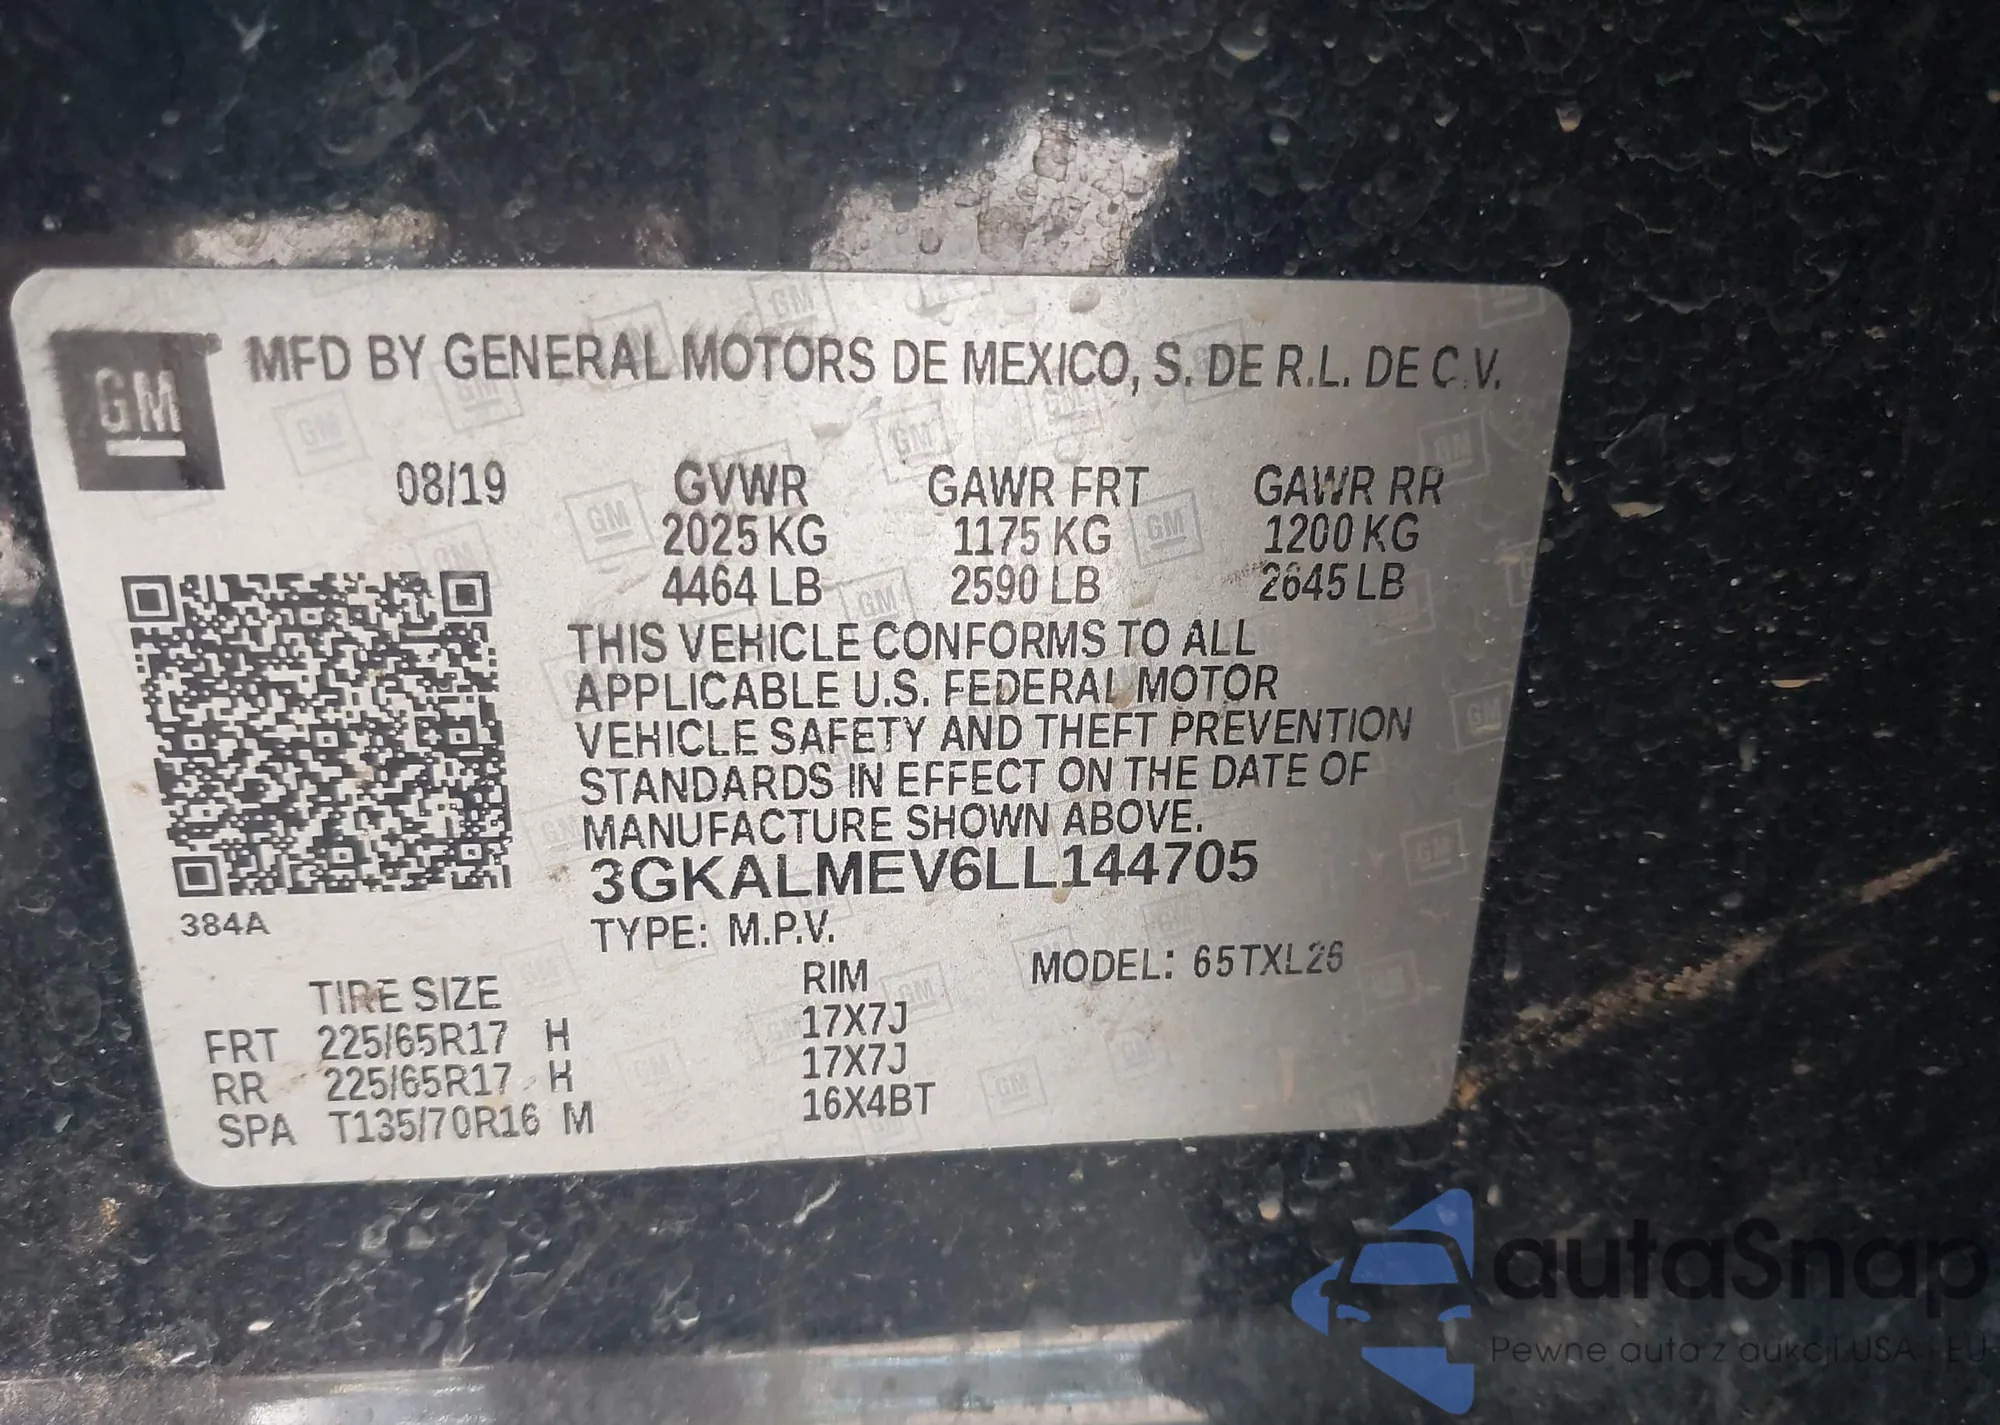 GM
MFD BY GENERAL MOTORS DE MEXICO, S. DE R.L. DE C.V.
08/19 GVWR GAWR FRT GAWR RR
2025 KG 1175 KG 1200 KG
4464 LB 2590 LB 2645 LB
THIS VEHICLE CONFORMS TO ALL
APPLICABLE U.S. FEDERAL MOTOR
VEHICLE SAFETY AND THEFT PREVENTION
STANDARDS IN EFFECT ON THE DATE OF
MANUFACTURE SHOWN ABOVE.
3GKALMEV6LL144705
384A
TYPE: M.P.V.
MODEL: 65TXL26
TIRE SIZE RIM
FRT 225/65R17 H 17X7J
RR 225/65R17 H 17X7J
SPA T135/70R16 M 16X4BT
autaSnap
Pewne auta z aukcji USA i EU